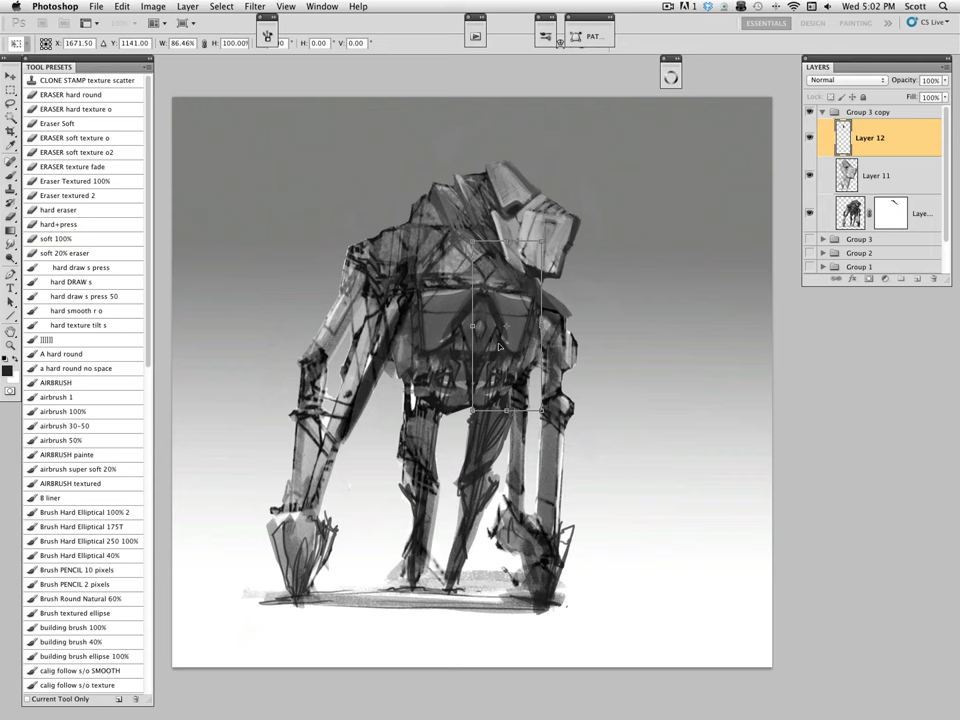 Photoshop File Edit Image Layer Select Filter View Window Help
1 Wed 5:02 PM Scott
Ps 100% ESSENTIALS DESIGN PAINTING CS Live
X: 1671.50 Y: 1141.00 W: 86.46% H: 100.00% H: 0.00 V: 0.00
PAT...
TOOL PRESETS
CLONE STAMP texture scatter
ERASER hard round
ERASER hard texture o
Eraser Soft
ERASER soft texture o
ERASER soft texture o2
ERASER texture fade
Eraser Textured 100%
Eraser textured 2
hard eraser
hard+press
soft 100%
soft 20% eraser
hard draw s press
hard DRAW s
hard draw s press 50
hard smooth r o
hard texture tilt s
]]]]]]
A hard round
a hard round no space
AIRBRUSH
airbrush 1
airbrush 100%
airbrush 30-50
airbrush 50%
AIRBRUSH painte
airbrush super soft 20%
AIRBRUSH textured
B liner
Brush Hard Elliptical 100% 2
Brush Hard Elliptical 175T
Brush Hard Elliptical 250 100%
Brush Hard Elliptical 40%
Brush PENCIL 10 pixels
Brush PENCIL 2 pixels
Brush Round Natural 60%
Brush textured ellipse
building brush 100%
building brush 40%
building brush ellipse 100%
calig follow s/o SMOOTH
calig follow s/o texture
Current Tool Only
LAYERS
Normal Opacity: 100%
Lock: Fill: 100%
Group 3 copy
Layer 12
Layer 11
Laye...
Group 3
Group 2
Group 1
fx